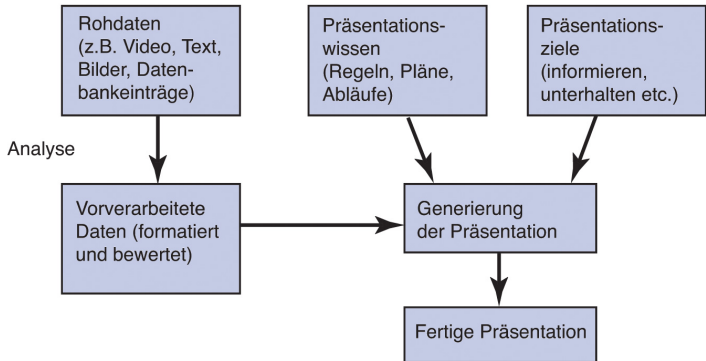 Rohdaten
(z.B. Video, Text,
Bilder, Daten-
bankeinträge)
Präsentations-
wissen
(Regeln, Pläne,
Abläufe)
Präsentations-
ziele
(informieren,
unterhalten etc.)
Analyse
Vorverarbeitete
Daten (formatiert
und bewertet)
Generierung
der Präsentation
Fertige Präsentation